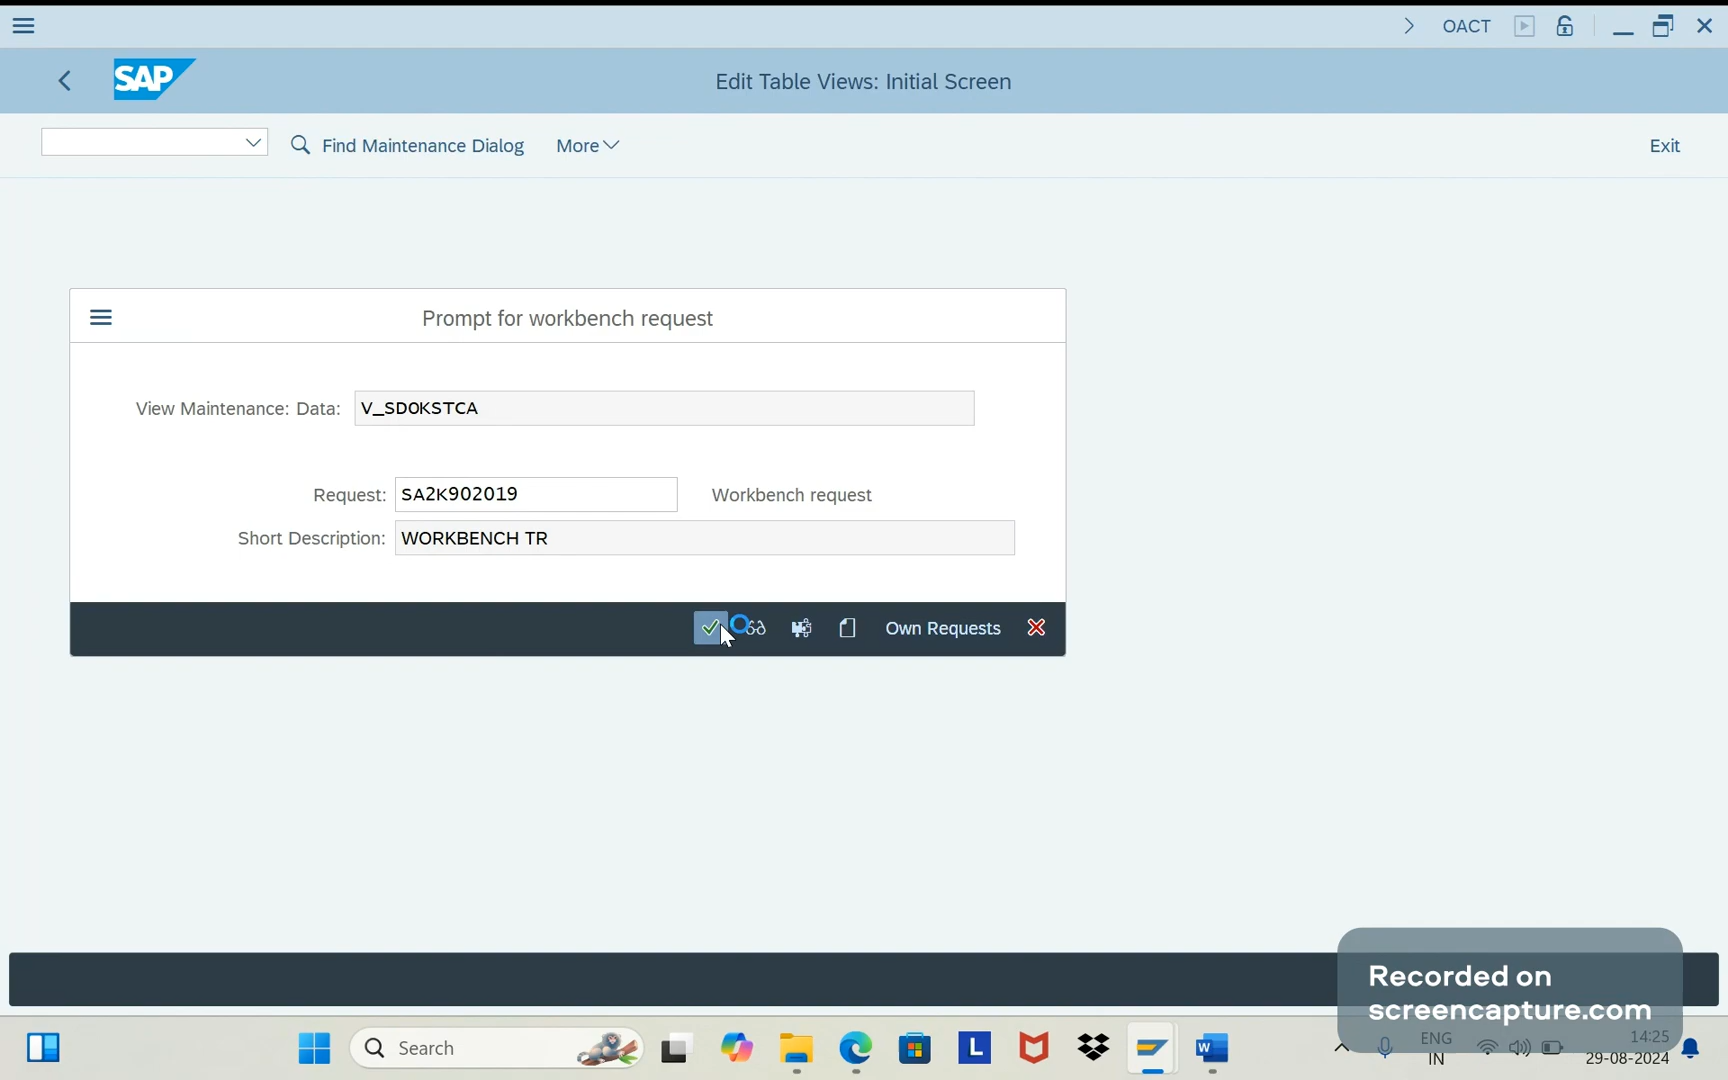 OACT
SAP
Edit Table Views: Initial Screen
Find Maintenance Dialog
More
Exit
Prompt for workbench request
View Maintenance: Data: V_SDOKSTCA
Request: SA2K902019 Workbench request
Short Description: WORKBENCH TR
Own Requests
Recorded on
screencapture.com
Search
L
W
ENG
IN
14:25
29-08-2024